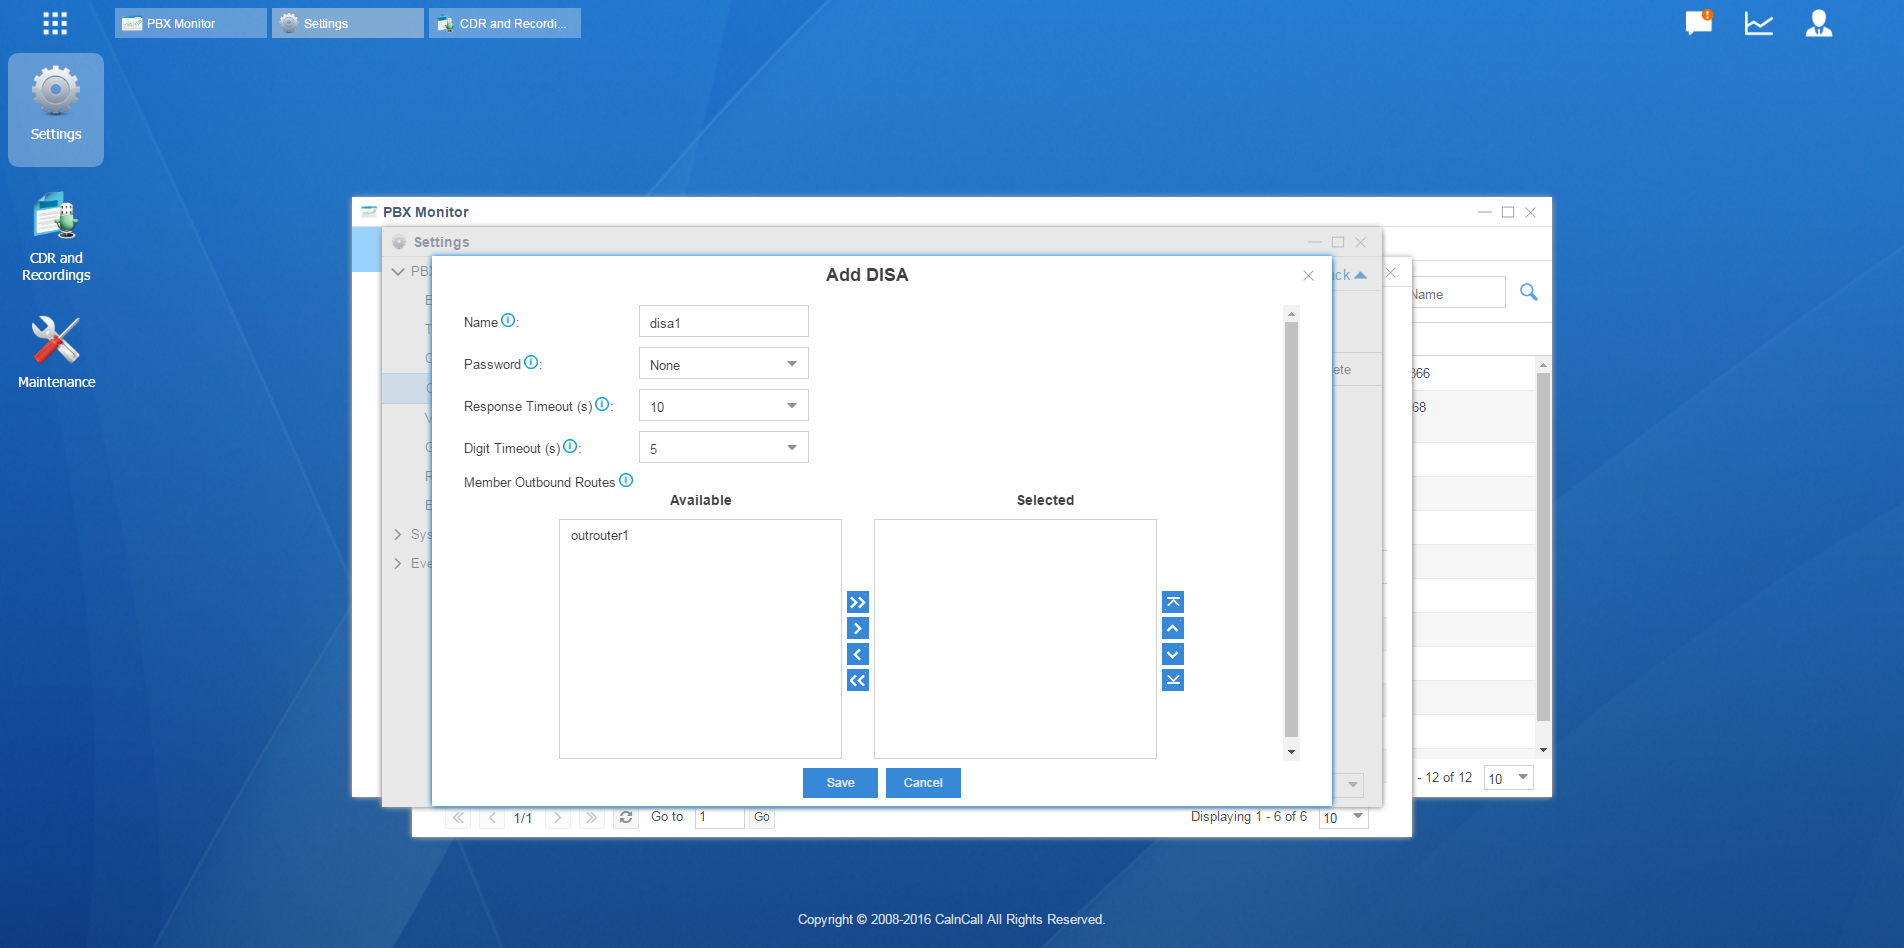 PBX Monitor
Settings
CDR and Recordi...
Settings
CDR and
Recordings
Maintenance
PBX Monitor
Settings
PB
Sys
Eve
Add DISA
Name :
disa1
Password :
None
Response Timeout (s) :
10
Digit Timeout (s) :
5
Member Outbound Routes
Available
Selected
outrouter1
Save
Cancel
ck
Name
ete
366
68
- 12 of 12
10
1/1
Go to
1
Go
Displaying 1 - 6 of 6
10
Copyright © 2008-2016 CalnCall All Rights Reserved.